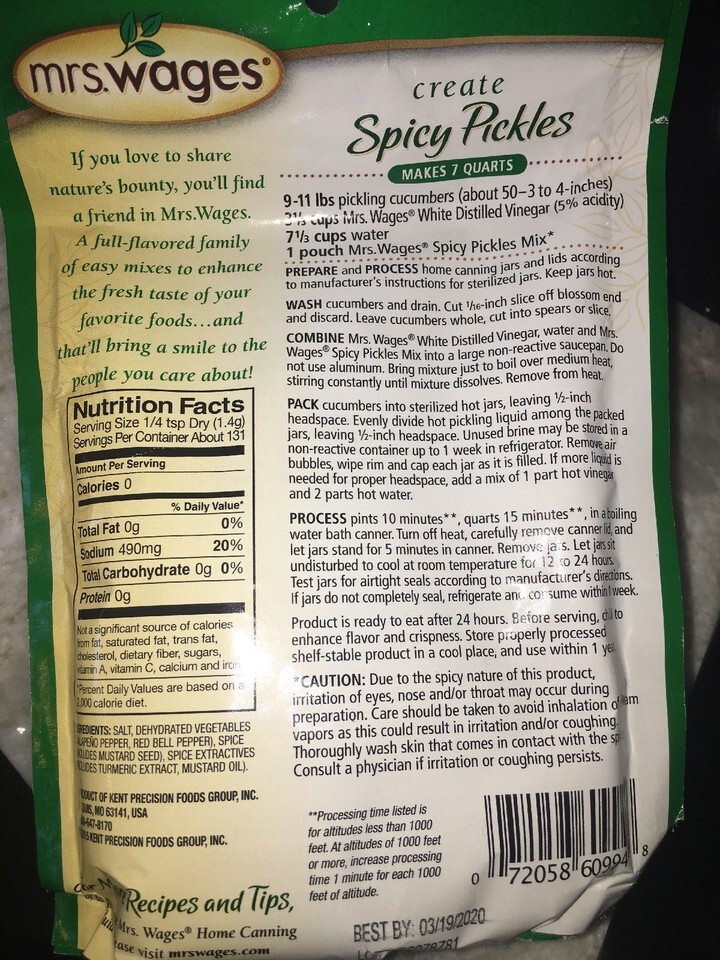 mrs.wages®
If you love to share
nature's bounty, you'll find
a friend in Mrs.Wages.
A full-flavored family
of easy mixes to enhance
the fresh taste of your
favorite foods...and
that'll bring a smile to the
people you care about!
Nutrition Facts
Serving Size 1/4 tsp Dry (1.4g)
Servings Per Container About 131
Amount Per Serving
Calories 0
% Daily Value*
Total Fat 0g 0%
Sodium 490mg 20%
Total Carbohydrate 0g 0%
Protein 0g
Not a significant source of calories
from fat, saturated fat, trans fat,
cholesterol, dietary fiber, sugars,
vitamin A, vitamin C, calcium and iron.
*Percent Daily Values are based on a
2,000 calorie diet.
REDIENTS: SALT, DEHYDRATED VEGETABLES
ALAPEÑO PEPPER, RED BELL PEPPER), SPICE
CLUDES MUSTARD SEED), SPICE EXTRACTIVES
CLUDES TURMERIC EXTRACT, MUSTARD OIL).
DUCT OF KENT PRECISION FOODS GROUP, INC.
MO 63141, USA
-647-8170
KENT PRECISION FOODS GROUP, INC.
Recipes and Tips,
Mrs. Wages® Home Canning
visit mrswages.com
create
Spicy Pickles
MAKES 7 QUARTS
9-11 lbs pickling cucumbers (about 50–3 to 4-inches)
3⅓ cups Mrs. Wages® White Distilled Vinegar (5% acidity)
7⅓ cups water
1 pouch Mrs.Wages® Spicy Pickles Mix*
PREPARE and PROCESS home canning jars and lids according
to manufacturer's instructions for sterilized jars. Keep jars hot.
WASH cucumbers and drain. Cut 1/16-inch slice off blossom end
and discard. Leave cucumbers whole, cut into spears or slice.
COMBINE Mrs. Wages® White Distilled Vinegar, water and Mrs.
Wages® Spicy Pickles Mix into a large non-reactive saucepan. Do
not use aluminum. Bring mixture just to boil over medium heat,
stirring constantly until mixture dissolves. Remove from heat.
PACK cucumbers into sterilized hot jars, leaving ½-inch
headspace. Evenly divide hot pickling liquid among the packed
jars, leaving ½-inch headspace. Unused brine may be stored in a
non-reactive container up to 1 week in refrigerator. Remove air
bubbles, wipe rim and cap each jar as it is filled. If more liquid is
needed for proper headspace, add a mix of 1 part hot vinegar
and 2 parts hot water.
PROCESS pints 10 minutes**, quarts 15 minutes**, in a boiling
water bath canner. Turn off heat, carefully remove canner lid, and
let jars stand for 5 minutes in canner. Remove jars. Let jars sit
undisturbed to cool at room temperature for 12 to 24 hours.
Test jars for airtight seals according to manufacturer's directions.
If jars do not completely seal, refrigerate and consume within 1 week.
Product is ready to eat after 24 hours. Before serving, chill to
enhance flavor and crispness. Store properly processed
shelf-stable product in a cool place, and use within 1 year.
*CAUTION: Due to the spicy nature of this product,
irritation of eyes, nose and/or throat may occur during
preparation. Care should be taken to avoid inhalation of steam
vapors as this could result in irritation and/or coughing.
Thoroughly wash skin that comes in contact with the sp
Consult a physician if irritation or coughing persists.
**Processing time listed is
for altitudes less than 1000
feet. At altitudes of 1000 feet
or more, increase processing
time 1 minute for each 1000
feet of altitude.
0 72058 60994 8
BEST BY: 03/19/2020